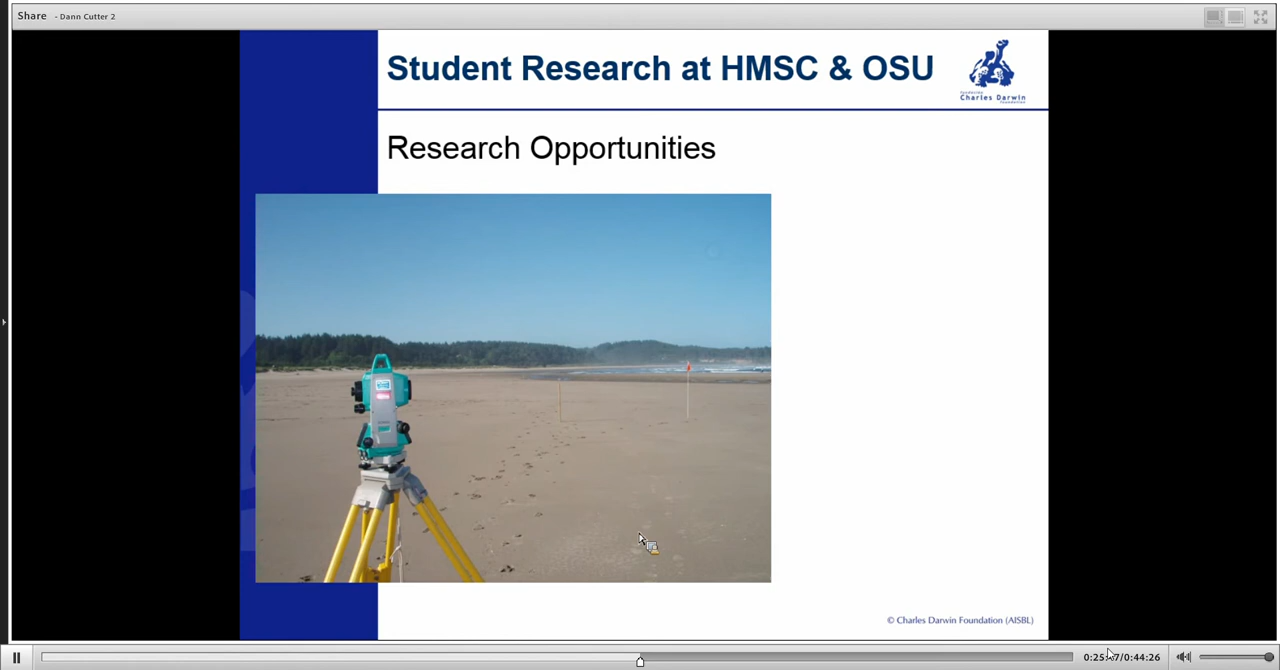 Share - Dann Cutter 2
Student Research at HMSC & OSU
Charles Darwin
Research Opportunities
© Charles Darwin Foundation (AISBL)
/0:44:26